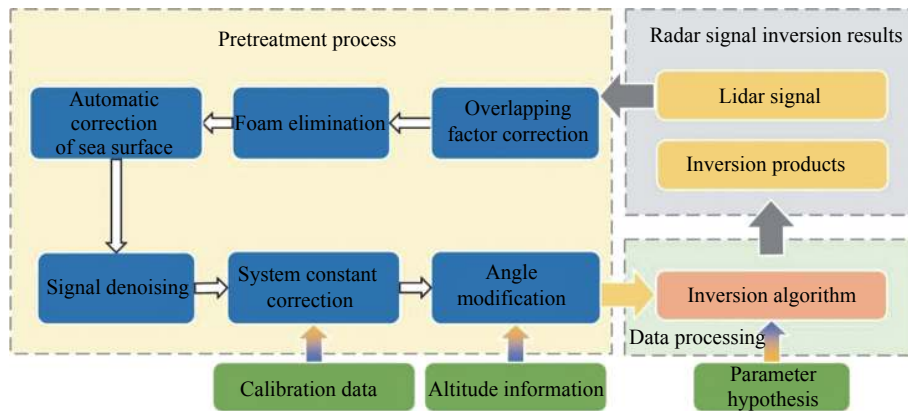 Pretreatment process
Radar signal inversion results
Automatic
correction
of sea surface
Foam elimination
Overlapping
factor correction
Lidar signal
Inversion products
Signal denoising
System constant
correction
Angle
modification
Inversion algorithm
Data processing
Calibration data
Altitude information
Parameter
hypothesis